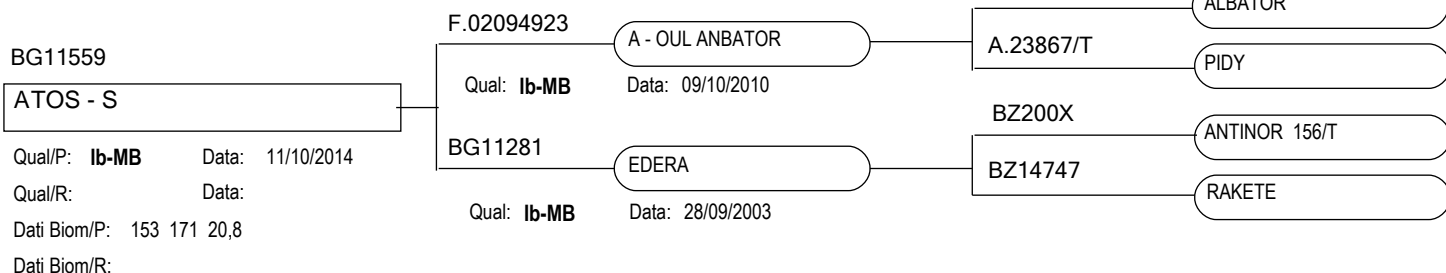 ALBATOR
F.02094923
A - OUL ANBATOR
A.23867/T
BG11559
PIDY
Qual: Ib-MB Data: 09/10/2010
ATOS - S
BZ200X
ANTINOR 156/T
BG11281
Qual/P: Ib-MB Data: 11/10/2014
EDERA
BZ14747
Qual/R: Data:
RAKETE
Qual: Ib-MB Data: 28/09/2003
Dati Biom/P: 153 171 20,8
Dati Biom/R: